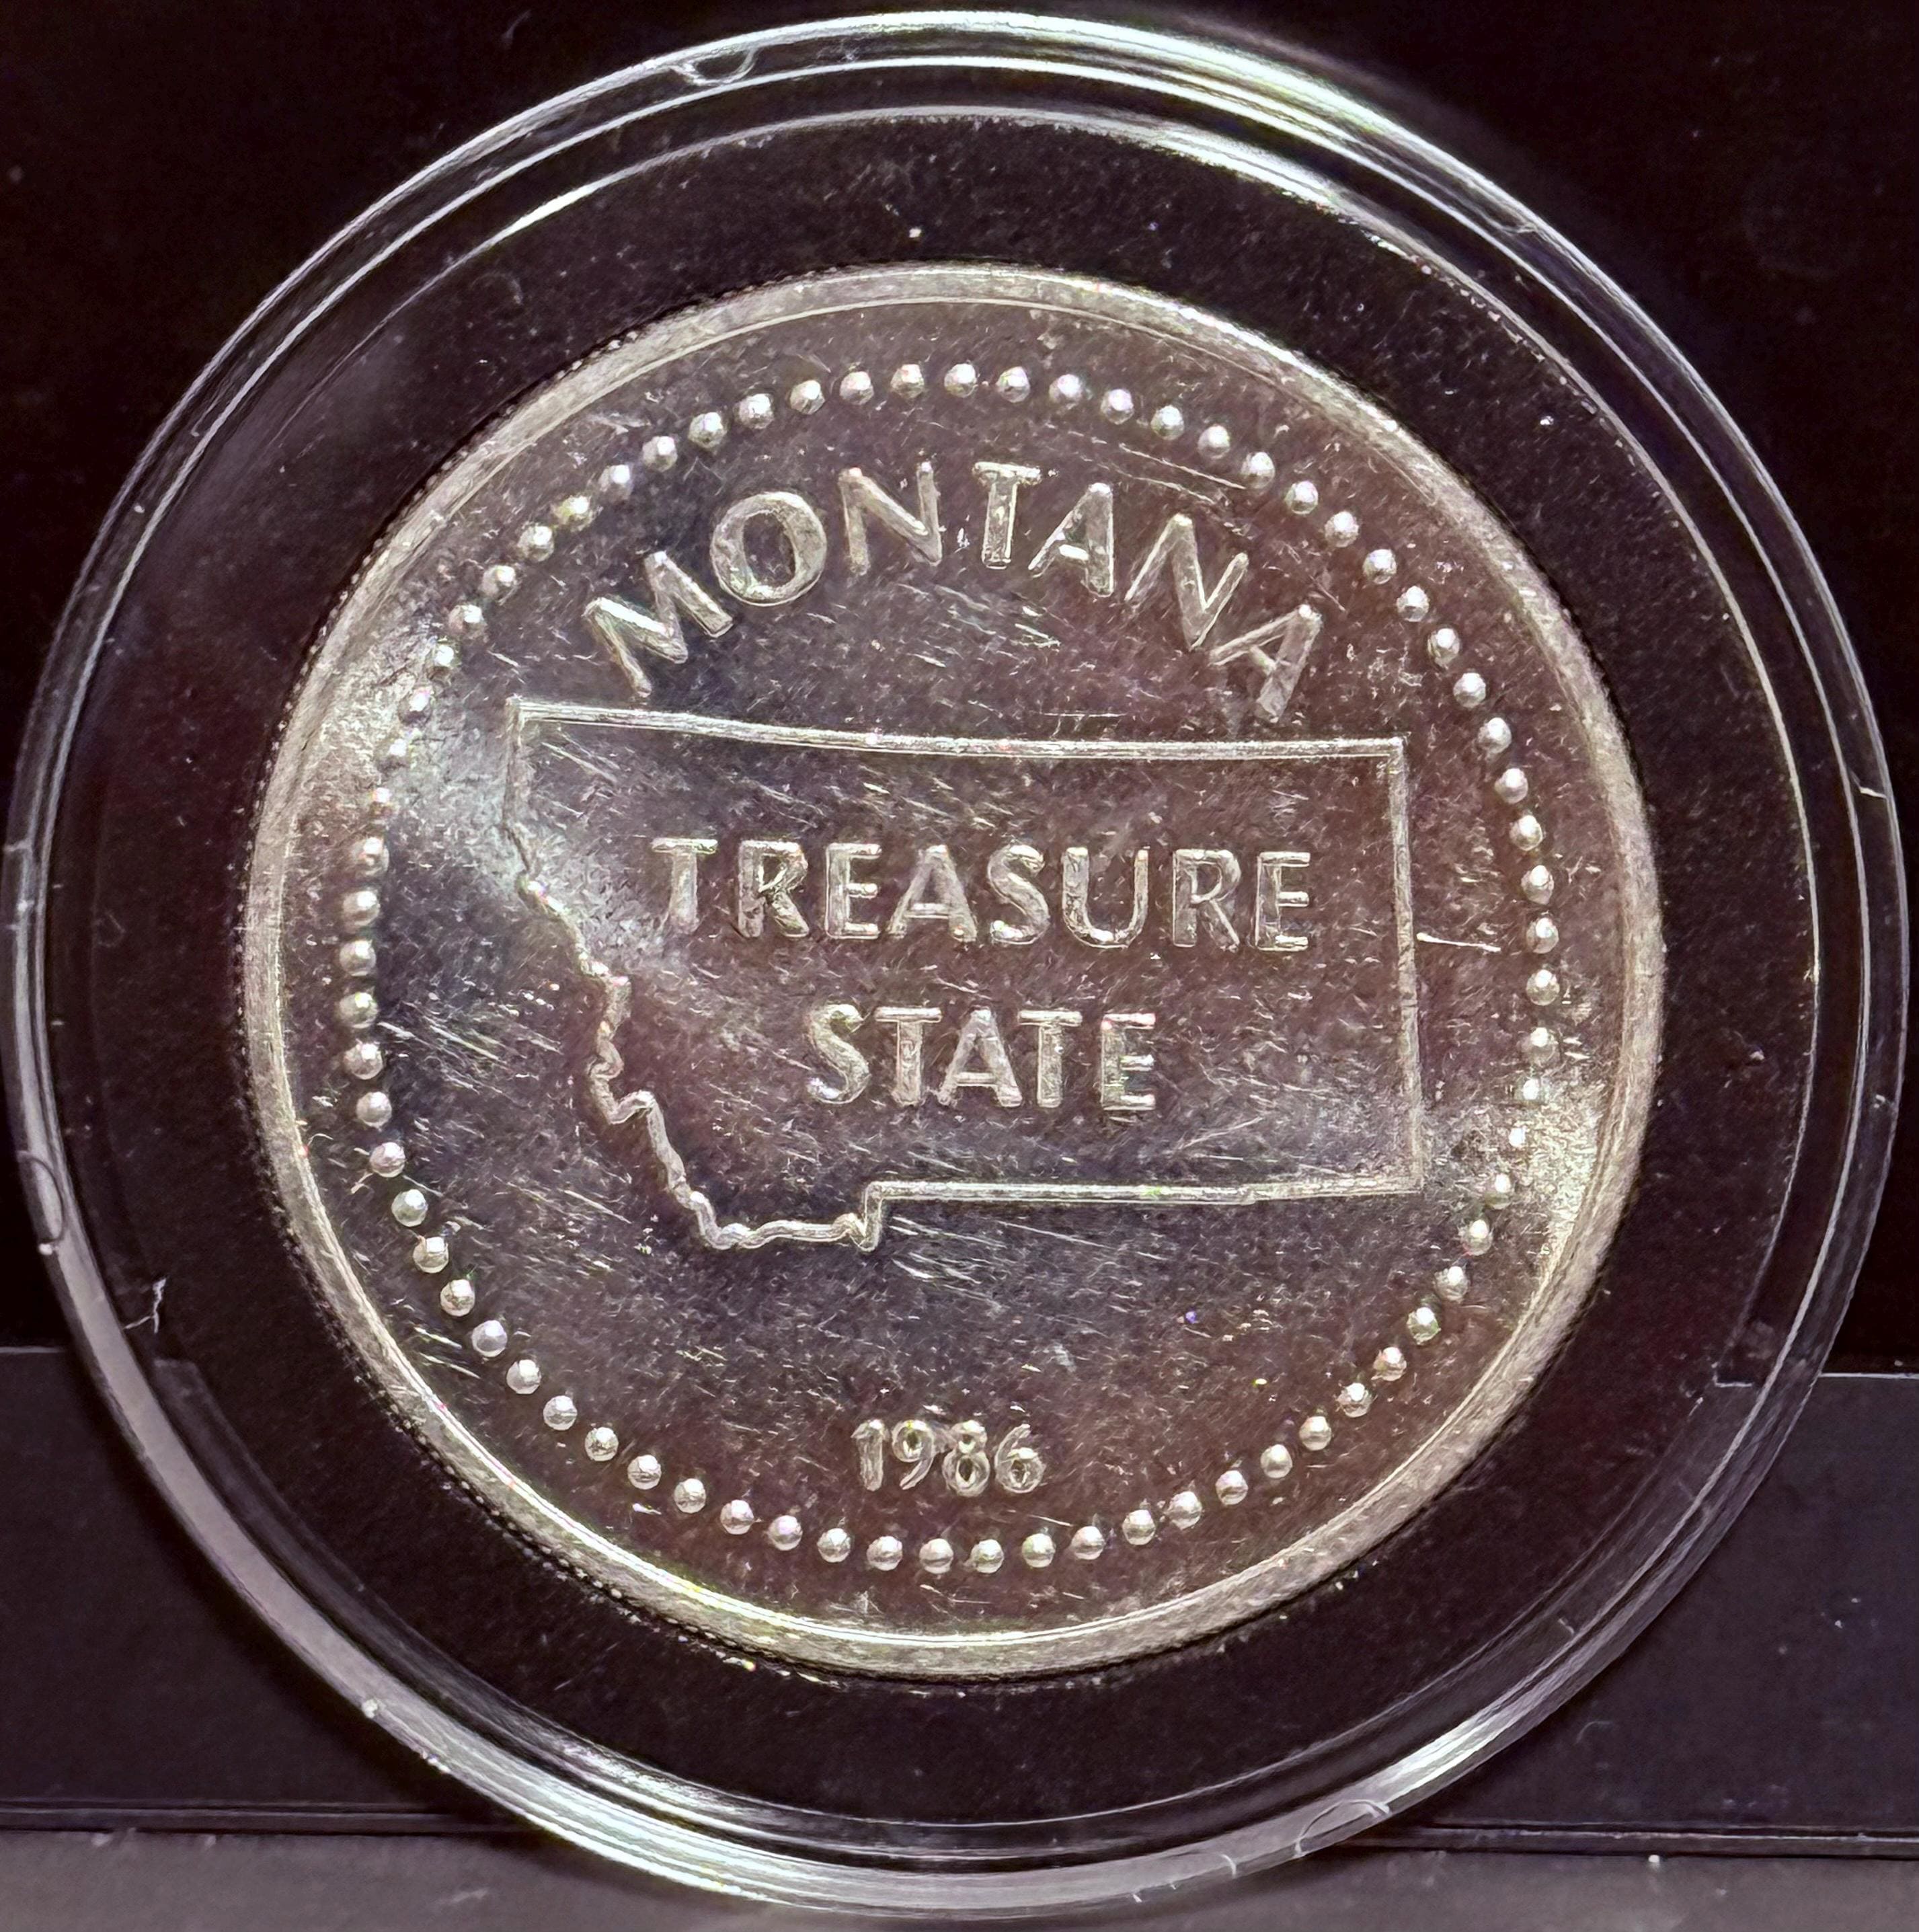 MONTANA
TREASURE
STATE
1986